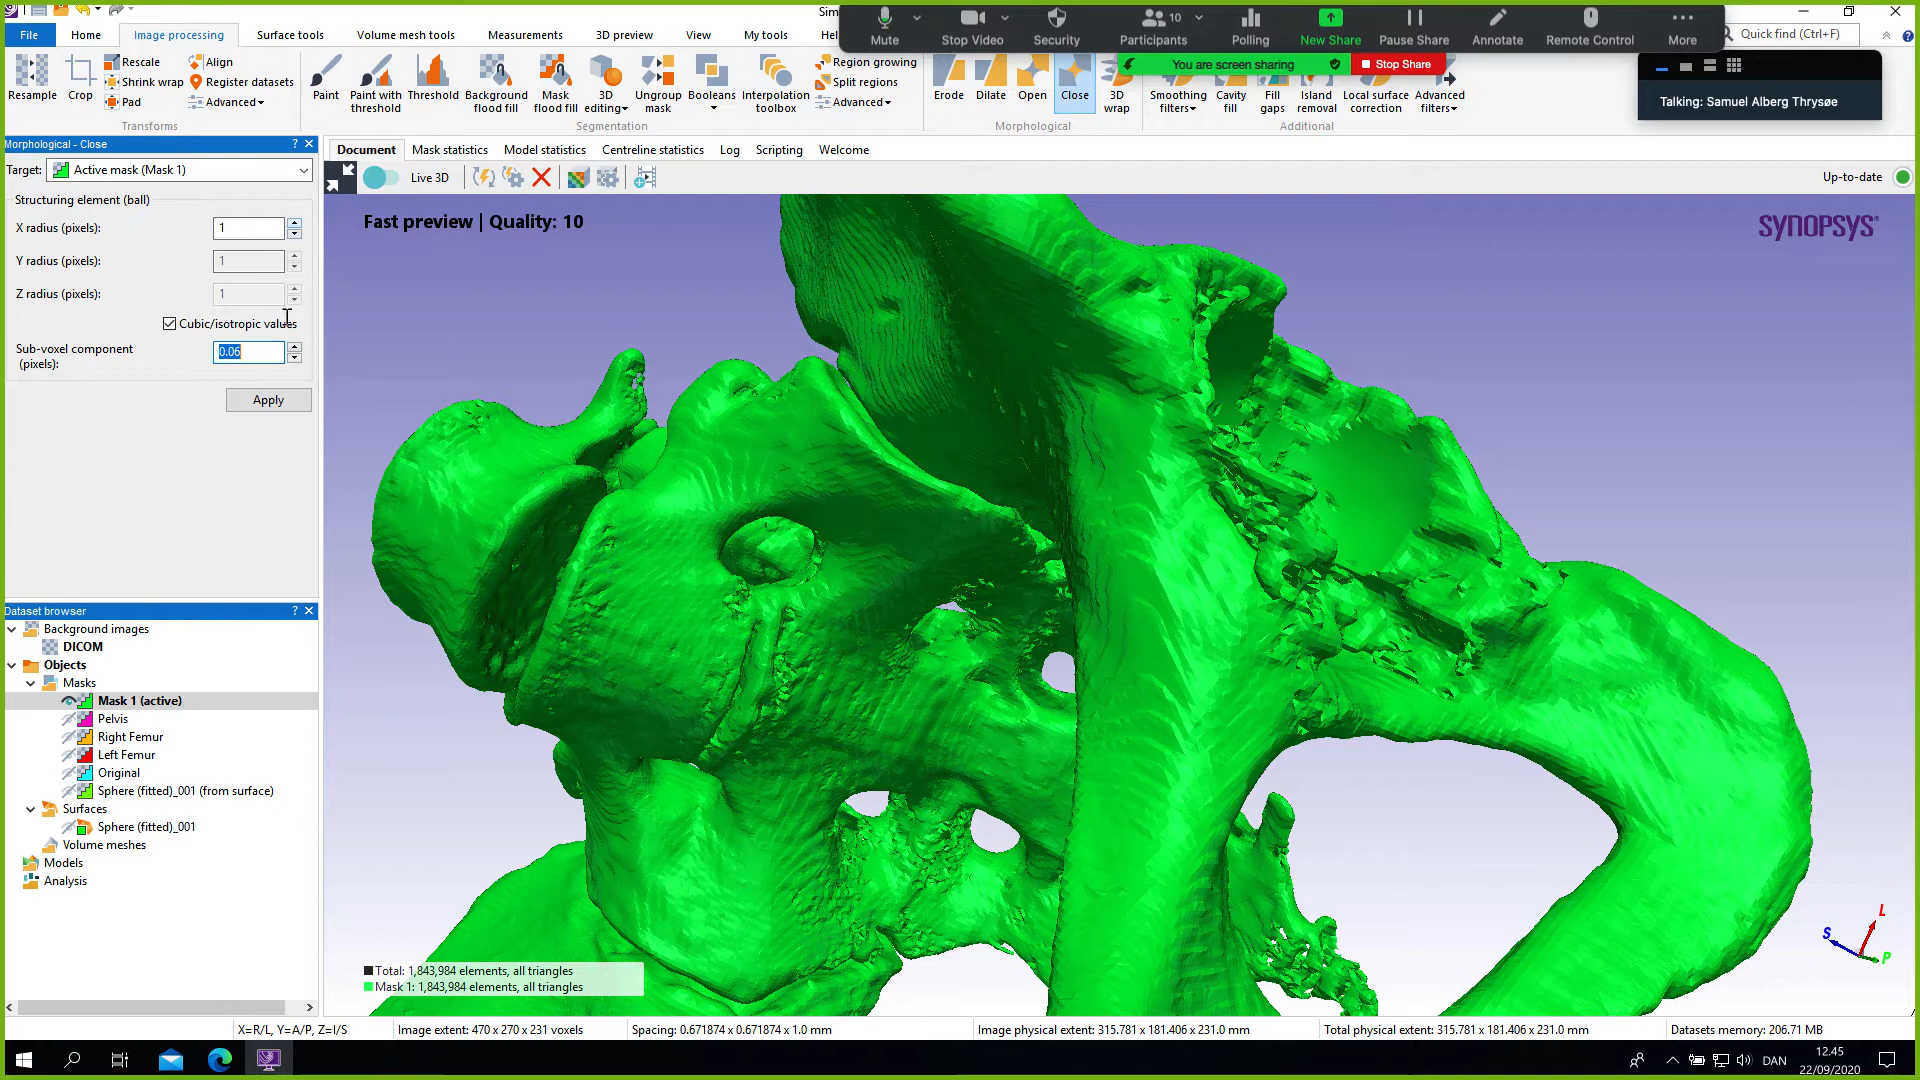 Sim
10
Mute
Stop Video
Security
Participants
Polling
New Share
Pause Share
Annotate
Remote Control
More
File
Home
Image processing
Surface tools
Volume mesh tools
Measurements
3D preview
View
My tools
Quick find (Ctrl+F)
You are screen sharing
Stop Share
Talking: Samuel Alberg Thrysøe
Resample
Crop
Rescale
Shrink wrap
Pad
Align
Register datasets
Advanced
Transforms
Paint
Paint with threshold
Threshold
Background flood fill
Mask flood fill
3D editing
Ungroup mask
Booleans
Interpolation toolbox
Region growing
Split regions
Advanced
Segmentation
Erode
Dilate
Open
Close
3D wrap
Morphological
Smoothing filters
Cavity fill
Fill gaps
Island removal
Local surface correction
Advanced filters
Additional
Morphological - Close
?
Target: Active mask (Mask 1)
Structuring element (ball)
X radius (pixels): 1
Y radius (pixels): 1
Z radius (pixels): 1
Cubic/isotropic values
Sub-voxel component (pixels): 0.06
Apply
Document
Mask statistics
Model statistics
Centreline statistics
Log
Scripting
Welcome
Live 3D
Up-to-date
Fast preview | Quality: 10
SYNOPSYS
Dataset browser
?
Background images
DICOM
Objects
Masks
Mask 1 (active)
Pelvis
Right Femur
Left Femur
Original
Sphere (fitted)_001 (from surface)
Surfaces
Sphere (fitted)_001
Volume meshes
Models
Analysis
Total: 1,843,984 elements, all triangles
Mask 1: 1,843,984 elements, all triangles
L
S
P
X=R/L, Y=A/P, Z=I/S
Image extent: 470 x 270 x 231 voxels
Spacing: 0.671874 x 0.671874 x 1.0 mm
Image physical extent: 315.781 x 181.406 x 231.0 mm
Total physical extent: 315.781 x 181.406 x 231.0 mm
Datasets memory: 206.71 MB
DAN
12.45
22/09/2020